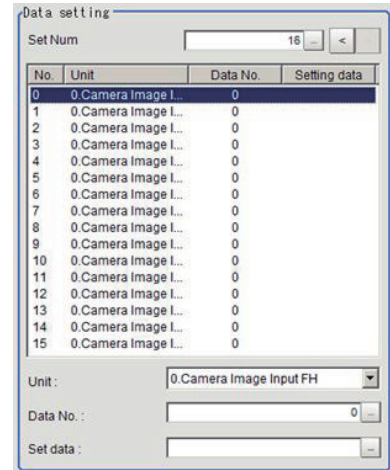 Data setting
Set Num 16 ... <
No. Unit Data No. Setting data
0 0.Camera Image I... 0
1 0.Camera Image I... 0
2 0.Camera Image I... 0
3 0.Camera Image I... 0
4 0.Camera Image I... 0
5 0.Camera Image I... 0
6 0.Camera Image I... 0
7 0.Camera Image I... 0
8 0.Camera Image I... 0
9 0.Camera Image I... 0
10 0.Camera Image I... 0
11 0.Camera Image I... 0
12 0.Camera Image I... 0
13 0.Camera Image I... 0
14 0.Camera Image I... 0
15 0.Camera Image I... 0
Unit : 0.Camera Image Input FH
Data No. : 0 ...
Set data : ...